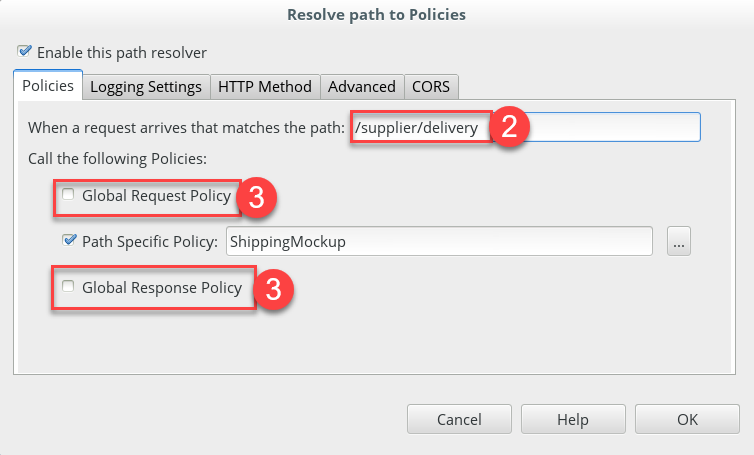 Resolve path to Policies
Enable this path resolver
Policies Logging Settings HTTP Method Advanced CORS
When a request arrives that matches the path: /supplier/delivery 2
Call the following Policies:
Global Request Policy 3
Path Specific Policy: ShippingMockup ...
Global Response Policy 3
Cancel Help OK